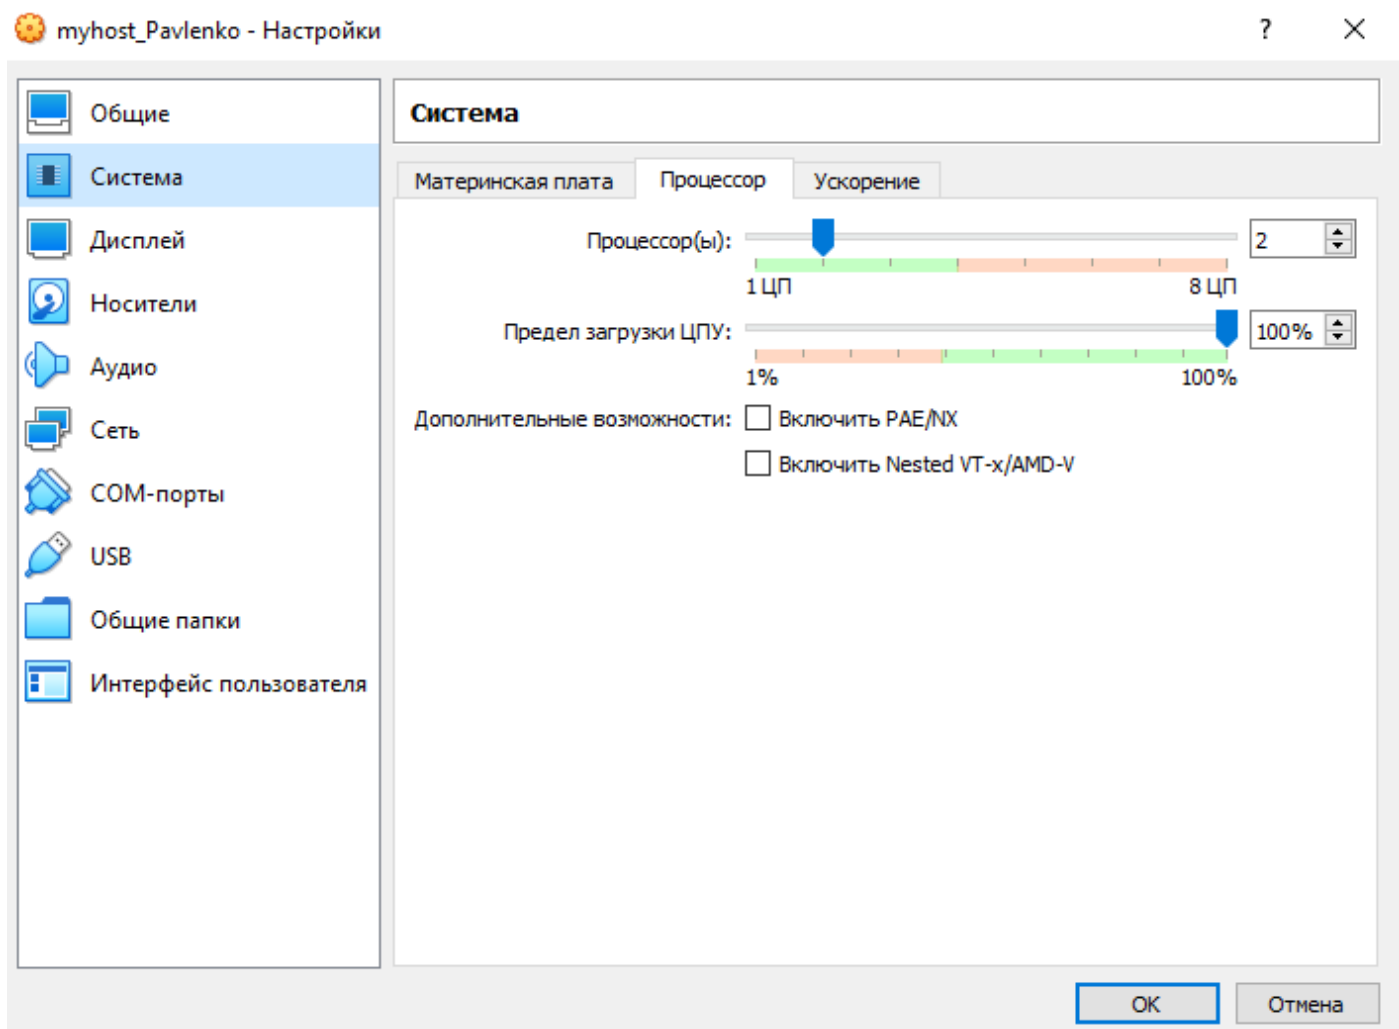 myhost_Pavlenko - Настройки
?
Общие
Система
Дисплей
Носители
Аудио
Сеть
COM-порты
USB
Общие папки
Интерфейс пользователя
Система
Материнская плата
Процессор
Ускорение
Процессор(ы):
2
1 ЦП
8 ЦП
Предел загрузки ЦПУ:
100%
1%
100%
Дополнительные возможности:
Включить PAE/NX
Включить Nested VT-x/AMD-V
OK
Отмена